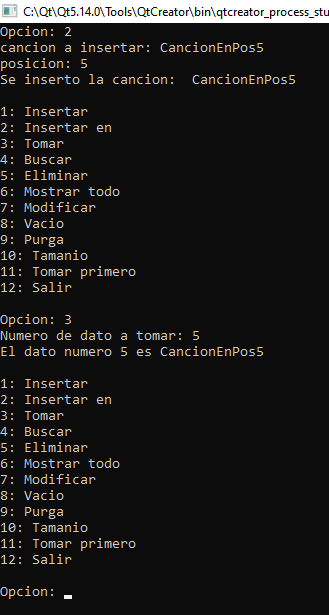 C:\Qt\Qt5.14.0\Tools\QtCreator\bin\qtcreator_process_stu
Opcion: 2
cancion a insertar: CancionEnPos5
posicion: 5
Se inserto la cancion:  CancionEnPos5
1: Insertar
2: Insertar en
3: Tomar
4: Buscar
5: Eliminar
6: Mostrar todo
7: Modificar
8: Vacio
9: Purga
10: Tamanio
11: Tomar primero
12: Salir
Opcion: 3
Numero de dato a tomar: 5
El dato numero 5 es CancionEnPos5
1: Insertar
2: Insertar en
3: Tomar
4: Buscar
5: Eliminar
6: Mostrar todo
7: Modificar
8: Vacio
9: Purga
10: Tamanio
11: Tomar primero
12: Salir
Opcion: